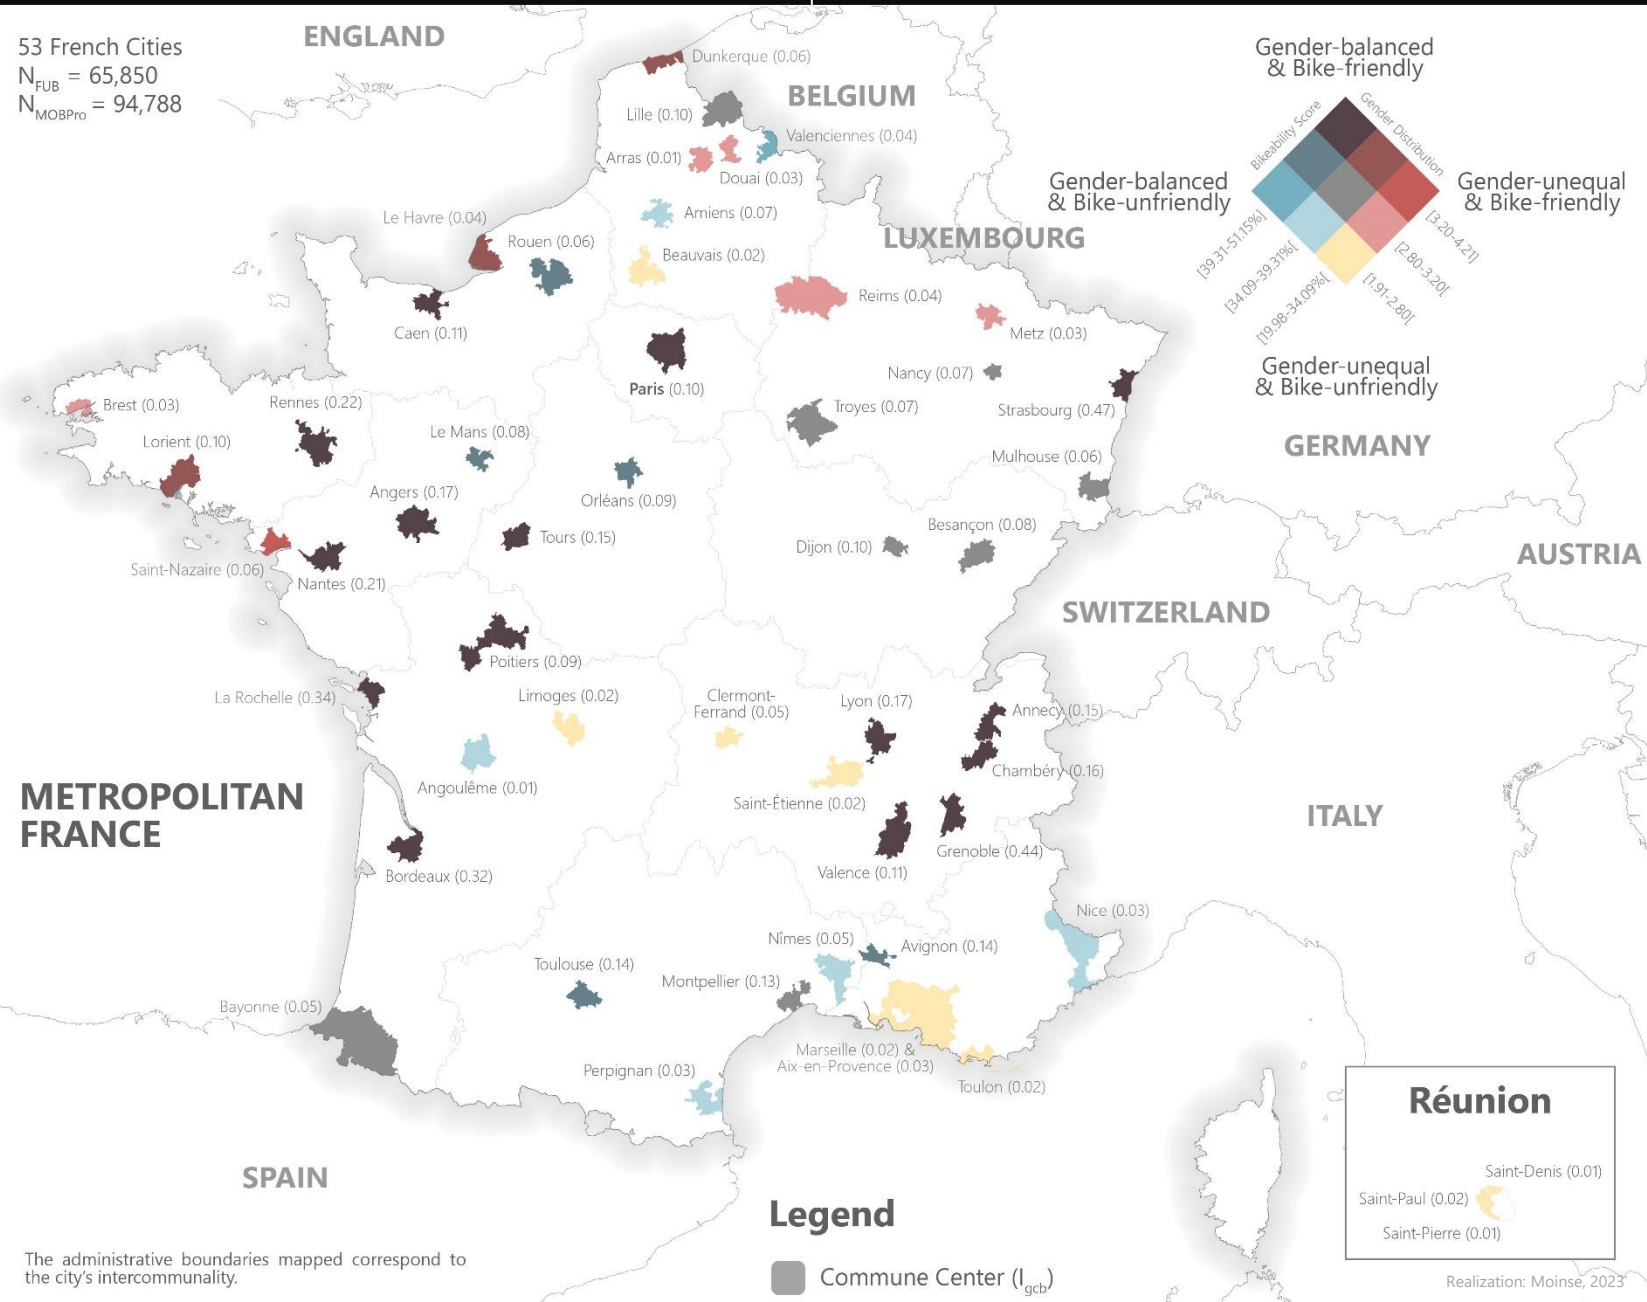 53 French Cities
N_FUB = 65,850
N_MOBPro = 94,788
ENGLAND
BELGIUM
LUXEMBOURG
GERMANY
AUSTRIA
SWITZERLAND
ITALY
SPAIN
METROPOLITAN
FRANCE
Dunkerque (0.06)
Lille (0.10)
Valenciennes (0.04)
Arras (0.01)
Douai (0.03)
Amiens (0.07)
Le Havre (0.04)
Rouen (0.06)
Beauvais (0.02)
Reims (0.04)
Caen (0.11)
Metz (0.03)
Paris (0.10)
Nancy (0.07)
Troyes (0.07)
Strasbourg (0.47)
Brest (0.03)
Rennes (0.22)
Lorient (0.10)
Le Mans (0.08)
Mulhouse (0.06)
Angers (0.17)
Orléans (0.09)
Besançon (0.08)
Tours (0.15)
Dijon (0.10)
Saint-Nazaire (0.06)
Nantes (0.21)
Poitiers (0.09)
La Rochelle (0.34)
Limoges (0.02)
Clermont-
Ferrand (0.05)
Lyon (0.17)
Annecy (0.15)
Chambéry (0.16)
Angoulême (0.01)
Saint-Étienne (0.02)
Grenoble (0.44)
Bordeaux (0.32)
Valence (0.11)
Nice (0.03)
Nîmes (0.05)
Avignon (0.14)
Toulouse (0.14)
Montpellier (0.13)
Bayonne (0.05)
Marseille (0.02) &
Aix-en-Provence (0.03)
Perpignan (0.03)
Toulon (0.02)
Gender-balanced
& Bike-friendly
Bikeability Score
Gender Distribution
Gender-balanced
& Bike-unfriendly
Gender-unequal
& Bike-friendly
[39.31-51.15%]
[34.09-39.31%[
[19.98-34.09%[
[3.20-4.21]
[2.80-3.20[
[1.91-2.80[
Gender-unequal
& Bike-unfriendly
Réunion
Saint-Denis (0.01)
Saint-Paul (0.02)
Saint-Pierre (0.01)
Legend
Commune Center (I_gcb)
The administrative boundaries mapped correspond to
the city's intercommunality.
Realization: Moinse, 2023